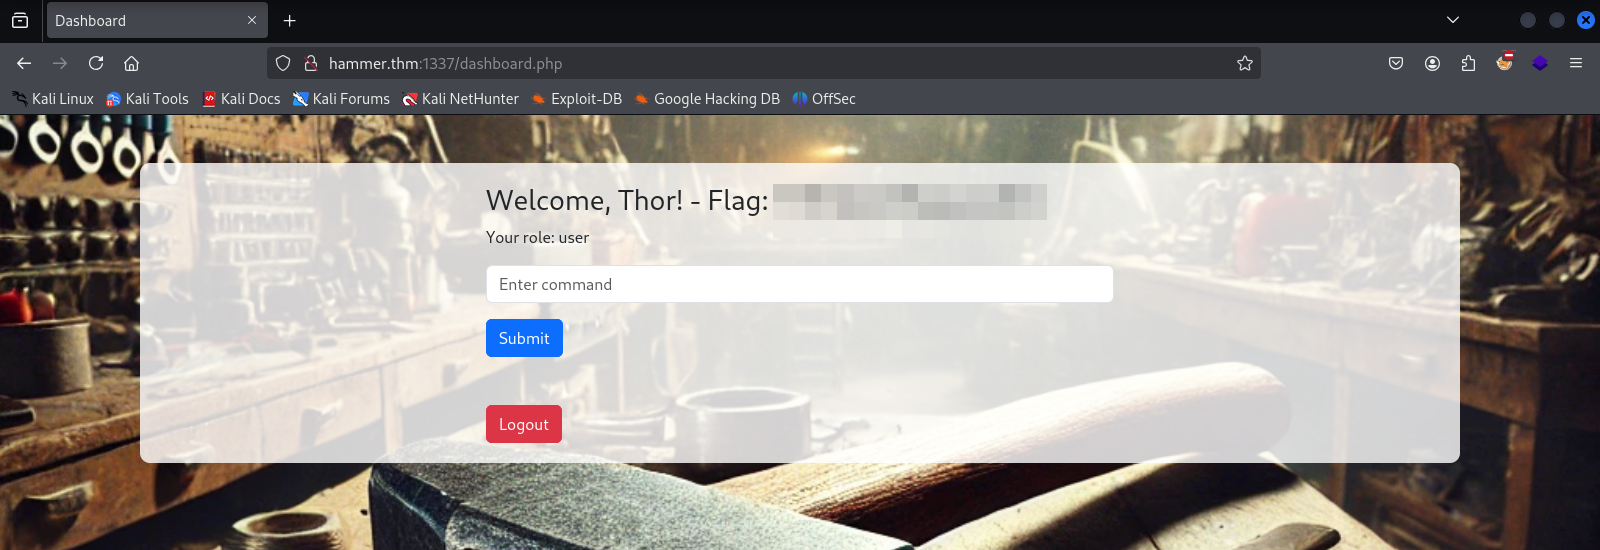 Dashboard
hammer.thm:1337/dashboard.php
Kali Linux Kali Tools Kali Docs Kali Forums Kali NetHunter Exploit-DB Google Hacking DB OffSec
Welcome, Thor! - Flag:
Your role: user
Enter command
Submit
Logout